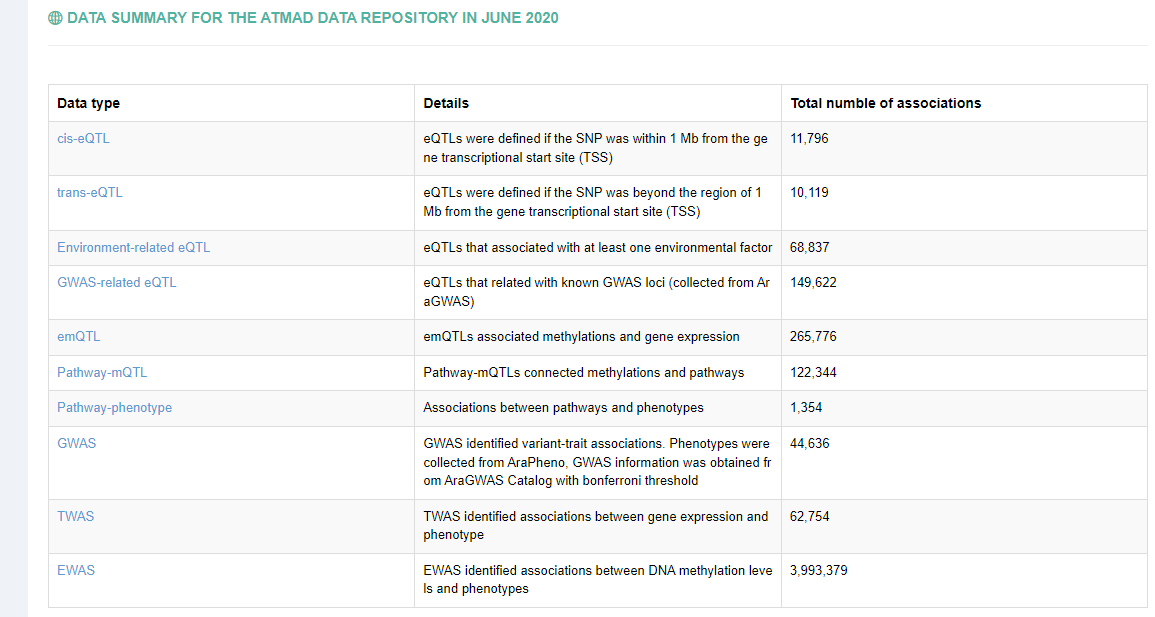 DATA SUMMARY FOR THE ATMAD DATA REPOSITORY IN JUNE 2020
Data type Details Total numble of associations
cis-eQTL eQTLs were defined if the SNP was within 1 Mb from the ge 11,796
ne transcriptional start site (TSS)
trans-eQTL eQTLs were defined if the SNP was beyond the region of 1 10,119
Mb from the gene transcriptional start site (TSS)
Environment-related eQTL eQTLs that associated with at least one environmental factor 68,837
GWAS-related eQTL eQTLs that related with known GWAS loci (collected from Ar 149,622
aGWAS)
emQTL emQTLs associated methylations and gene expression 265,776
Pathway-mQTL Pathway-mQTLs connected methylations and pathways 122,344
Pathway-phenotype Associations between pathways and phenotypes 1,354
GWAS GWAS identified variant-trait associations. Phenotypes were 44,636
collected from AraPheno, GWAS information was obtained fr
om AraGWAS Catalog with bonferroni threshold
TWAS TWAS identified associations between gene expression and 62,754
phenotype
EWAS EWAS identified associations between DNA methylation leve 3,993,379
ls and phenotypes